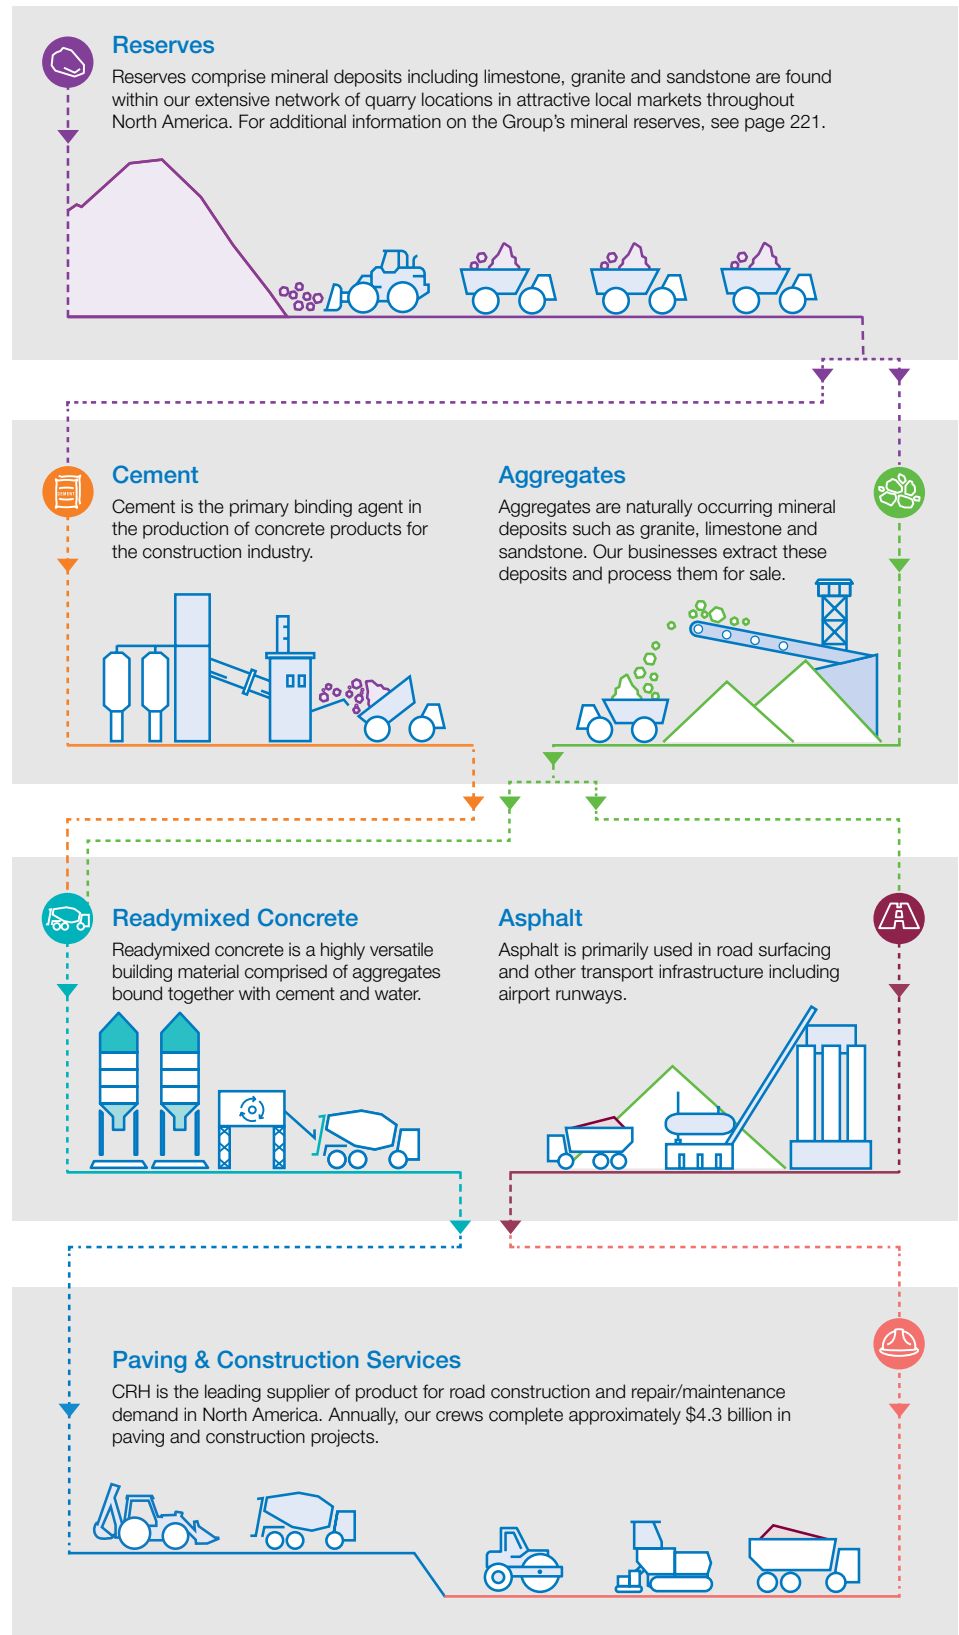 Reserves
Reserves comprise mineral deposits including limestone, granite and sandstone are found
within our extensive network of quarry locations in attractive local markets throughout
North America. For additional information on the Group’s mineral reserves, see page 221.
CEMENT
Cement
Cement is the primary binding agent in
the production of concrete products for
the construction industry.
Aggregates
Aggregates are naturally occurring mineral
deposits such as granite, limestone and
sandstone. Our businesses extract these
deposits and process them for sale.
Readymixed Concrete
Readymixed concrete is a highly versatile
building material comprised of aggregates
bound together with cement and water.
Asphalt
Asphalt is primarily used in road surfacing
and other transport infrastructure including
airport runways.
Paving & Construction Services
CRH is the leading supplier of product for road construction and repair/maintenance
demand in North America. Annually, our crews complete approximately $4.3 billion in
paving and construction projects.